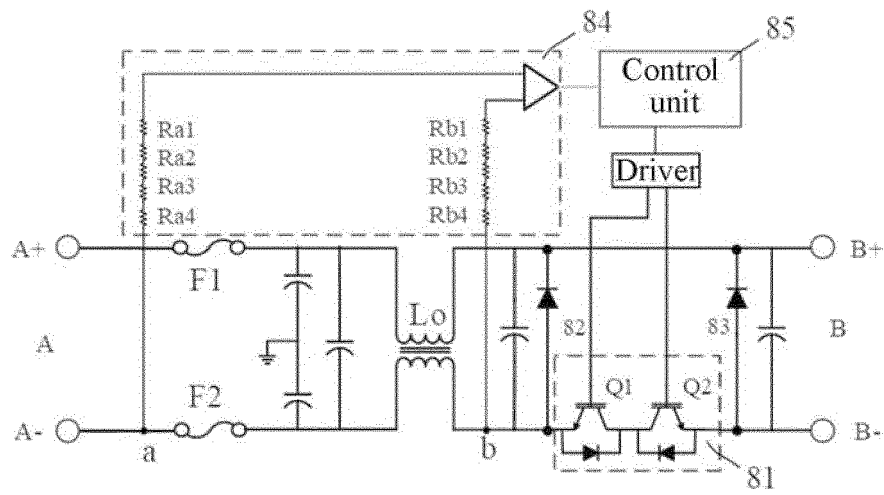 84
85
Control
unit
Ra1
Ra2
Ra3
Ra4
Rb1
Rb2
Rb3
Rb4
Driver
A+
F1
B+
A
Lo
82
83
B
F2
Q1
Q2
A-
a
b
B-
81